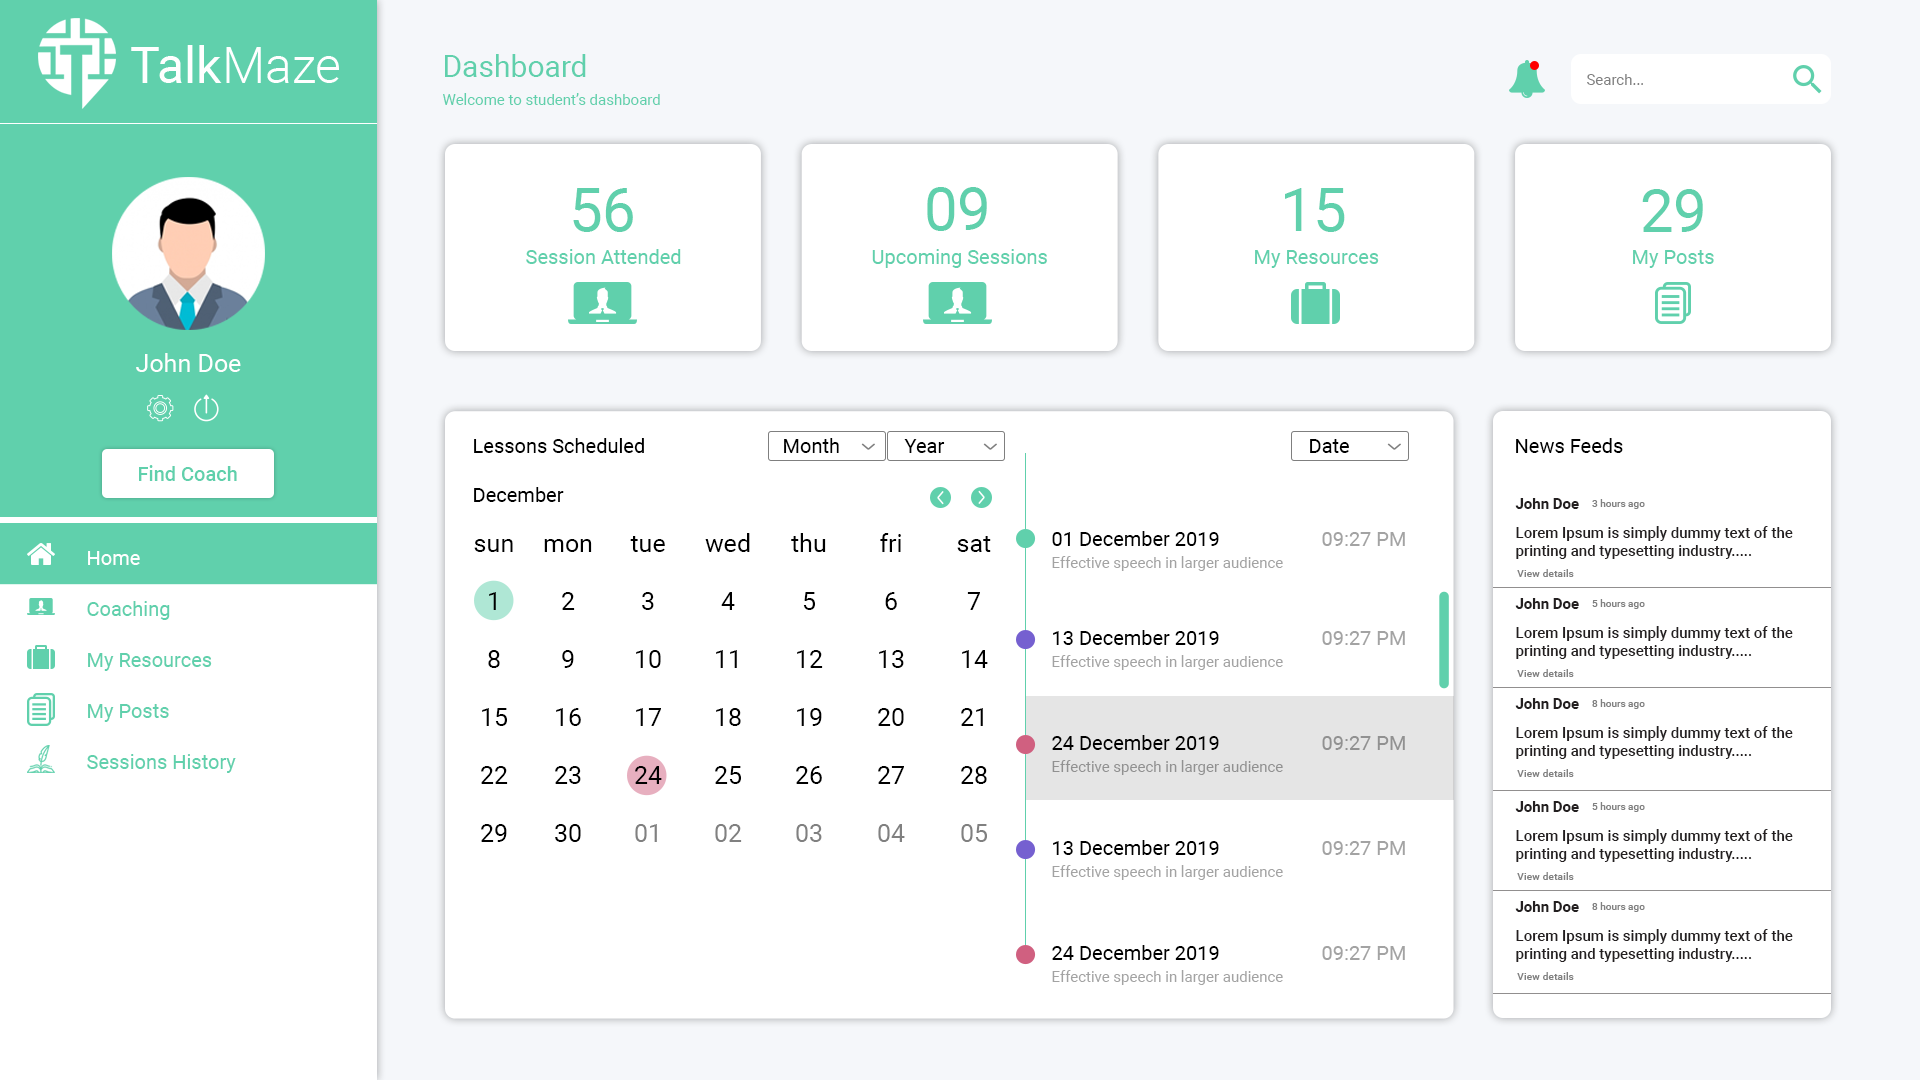 TalkMaze
John Doe
Find Coach
Home
Coaching
My Resources
My Posts
Sessions History
Dashboard
Welcome to student’s dashboard
Search...
56
Session Attended
09
Upcoming Sessions
15
My Resources
29
My Posts
Lessons Scheduled
Month
Year
December
sun mon tue wed thu fri sat
1 2 3 4 5 6 7
8 9 10 11 12 13 14
15 16 17 18 19 20 21
22 23 24 25 26 27 28
29 30 01 02 03 04 05
Date
01 December 2019 09:27 PM
Effective speech in larger audience
13 December 2019 09:27 PM
Effective speech in larger audience
24 December 2019 09:27 PM
Effective speech in larger audience
13 December 2019 09:27 PM
Effective speech in larger audience
24 December 2019 09:27 PM
Effective speech in larger audience
News Feeds
John Doe 3 hours ago
Lorem Ipsum is simply dummy text of the
printing and typesetting industry.....
View details
John Doe 5 hours ago
Lorem Ipsum is simply dummy text of the
printing and typesetting industry.....
View details
John Doe 8 hours ago
Lorem Ipsum is simply dummy text of the
printing and typesetting industry.....
View details
John Doe 5 hours ago
Lorem Ipsum is simply dummy text of the
printing and typesetting industry.....
View details
John Doe 8 hours ago
Lorem Ipsum is simply dummy text of the
printing and typesetting industry.....
View details